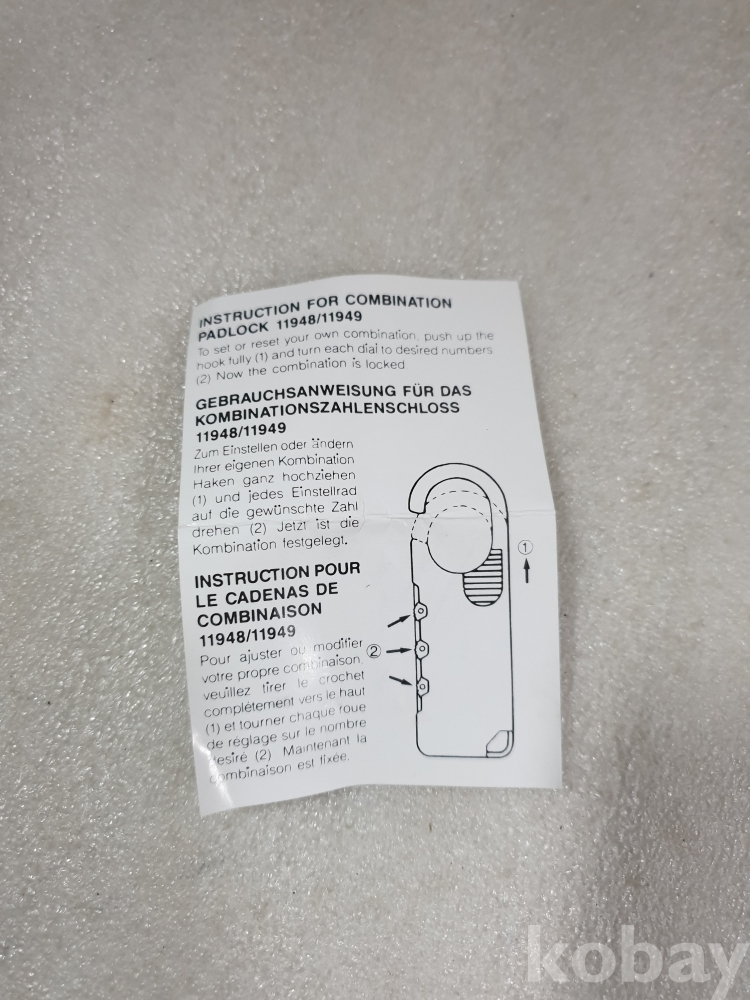 INSTRUCTION FOR COMBINATION
PADLOCK 11948/11949
To set or reset your own combination, push up the
hook fully (1) and turn each dial to desired numbers
(2) Now the combination is locked.
GEBRAUCHSANWEISUNG FÜR DAS
KOMBINATIONSZAHLENSCHLOSS
11948/11949
Zum Einstellen oder ändern
Ihrer eigenen Kombination
Haken ganz hochziehen
(1) und jedes Einstellrad
auf die gewünschte Zahl
drehen (2) Jetzt ist die
Kombination festgelegt.
INSTRUCTION POUR
LE CADENAS DE
COMBINAISON
11948/11949
Pour ajuster ou modifier
votre propre combinaison,
veuillez tirer le crochet
complétement vers le haut
(1) et tourner chaque roue
de réglage sur le nombre
desiré (2) Maintenant la
combinaison est fixée.
1
2
kobay